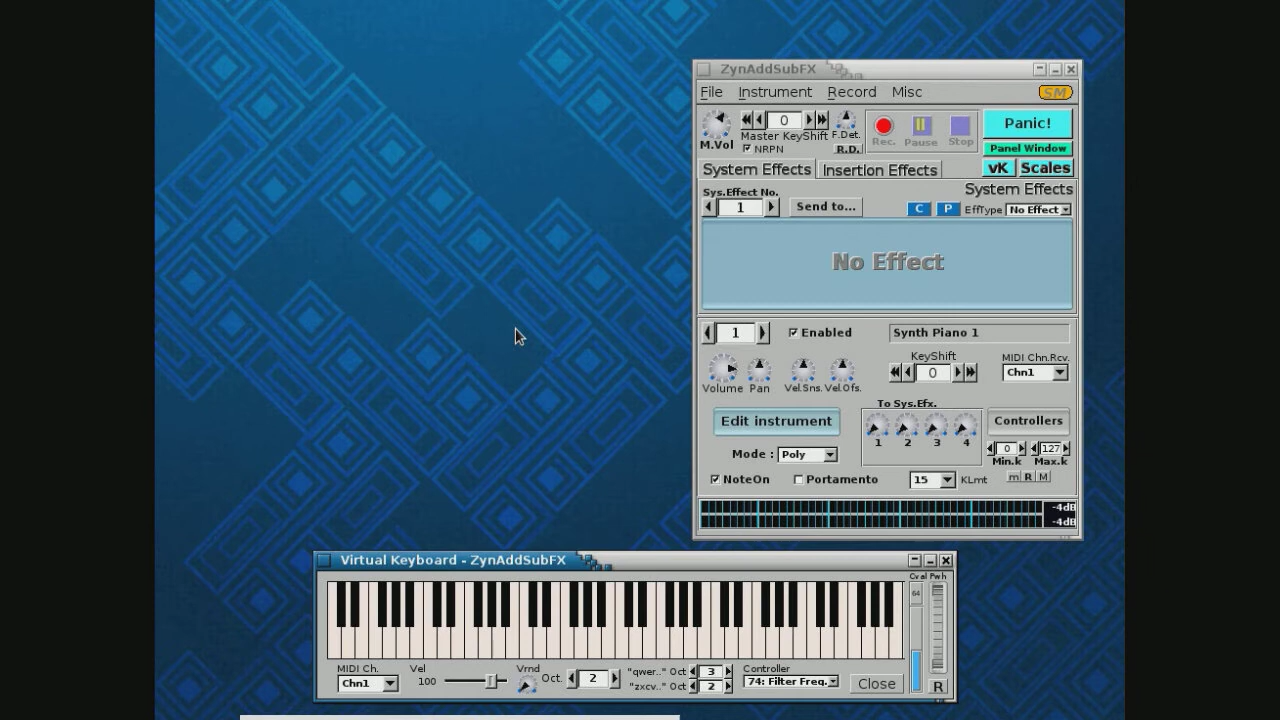 ZynAddSubFX
File Instrument Record Misc SM
0
Master KeyShift F.Det.
M.Vol NRPN R.D.
Rec. Pause Stop
Panic!
Panel Window
vK Scales
System Effects Insertion Effects
System Effects
Sys.Effect No.
1 Send to... C P EffType No Effect
No Effect
1 Enabled Synth Piano 1
KeyShift MIDI Chn.Rcv.
0 Chn1
Volume Pan Vel.Sns. Vel.Ofs.
To Sys.Efx.
Edit instrument Controllers
1 2 3 4
Mode : Poly 0 127
Min.k Max.k
NoteOn Portamento 15 KLmt m R M
-4dB
-4dB
Virtual Keyboard - ZynAddSubFX
Cval Pwh
64
MIDI Ch. Vel Vrnd "qwer.." Oct 3 Controller
Chn1 100 Oct. 2 "zxcv.." Oct 2 74: Filter Freq. Close R